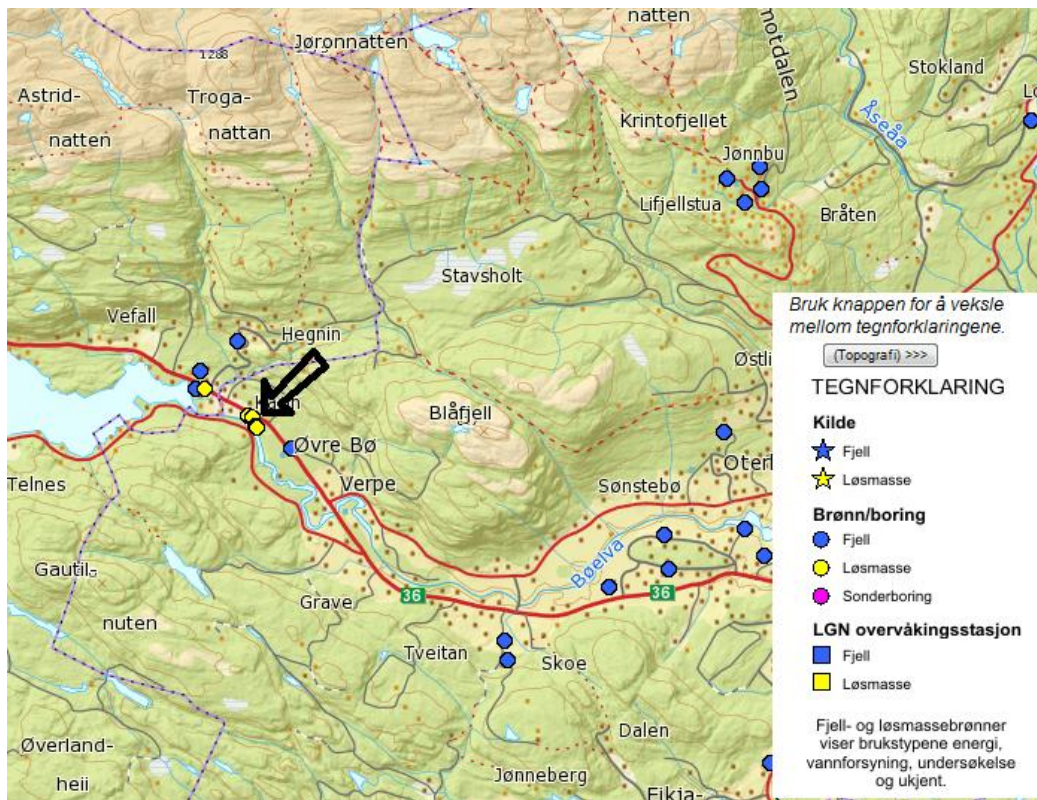 natten
Jøronnatten
motdalen
1288
Stokland
Astrid-
natten
Troga-
nattan
Krintofjellet
Åseåa
Jønnbu
Lifjellstua
Bråten
Stavsholt
Vefall
Hegnin
Østli
Blåfjell
Øvre Bø
Telnes
Verpe
Sønstebø
Bøelva
Gautil-
nuten
36
36
Grave
Tveitan
Skoe
Dalen
Øverland-
heii
Jønneberg
Bruk knappen for å veksle
mellom tegnforklaringene.
(Topografi) >>>
TEGNFORKLARING
Kilde
Fjell
Løsmasse
Brønn/boring
Fjell
Løsmasse
Sonderboring
LGN overvåkingsstasjon
Fjell
Løsmasse
Fjell- og løsmassebrønner
viser brukstypene energi,
vannforsyning, undersøkelse
og ukjent.